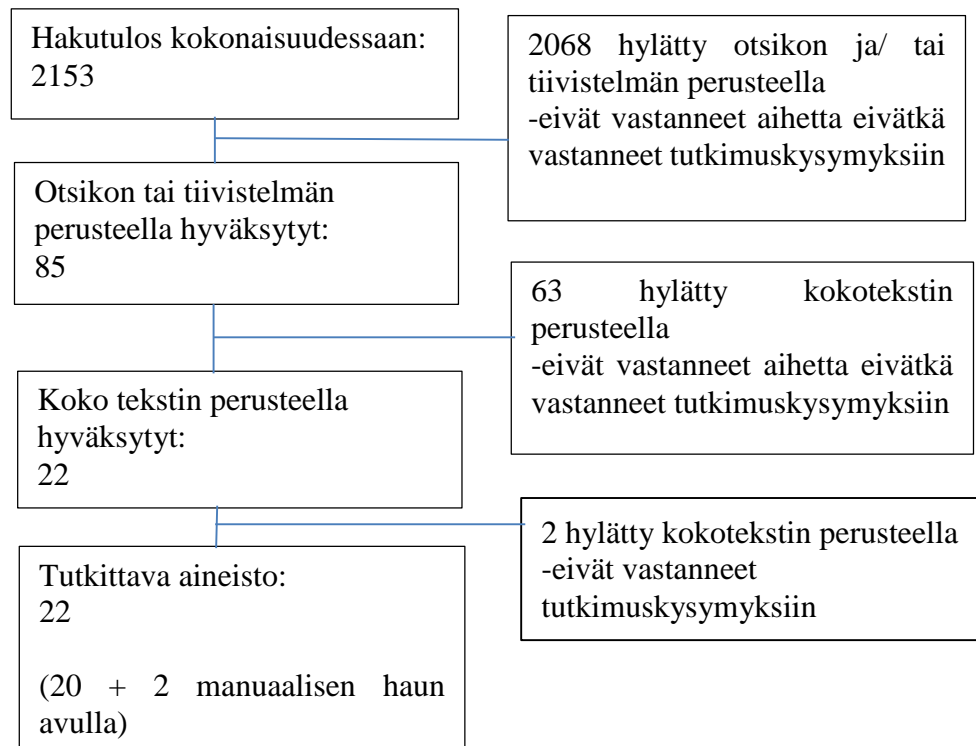 Hakutulos kokonaisuudessaan:
2153
2068 hylätty otsikon ja/ tai
tiivistelmän perusteella
-eivät vastanneet aihetta eivätkä
vastanneet tutkimuskysymyksiin
Otsikon tai tiivistelmän
perusteella hyväksytyt:
85
63 hylätty kokotekstin
perusteella
-eivät vastanneet aihetta eivätkä
vastanneet tutkimuskysymyksiin
Koko tekstin perusteella
hyväksytyt:
22
2 hylätty kokotekstin perusteella
-eivät vastanneet
tutkimuskysymyksiin
Tutkittava aineisto:
22
(20 + 2 manuaalisen haun
avulla)